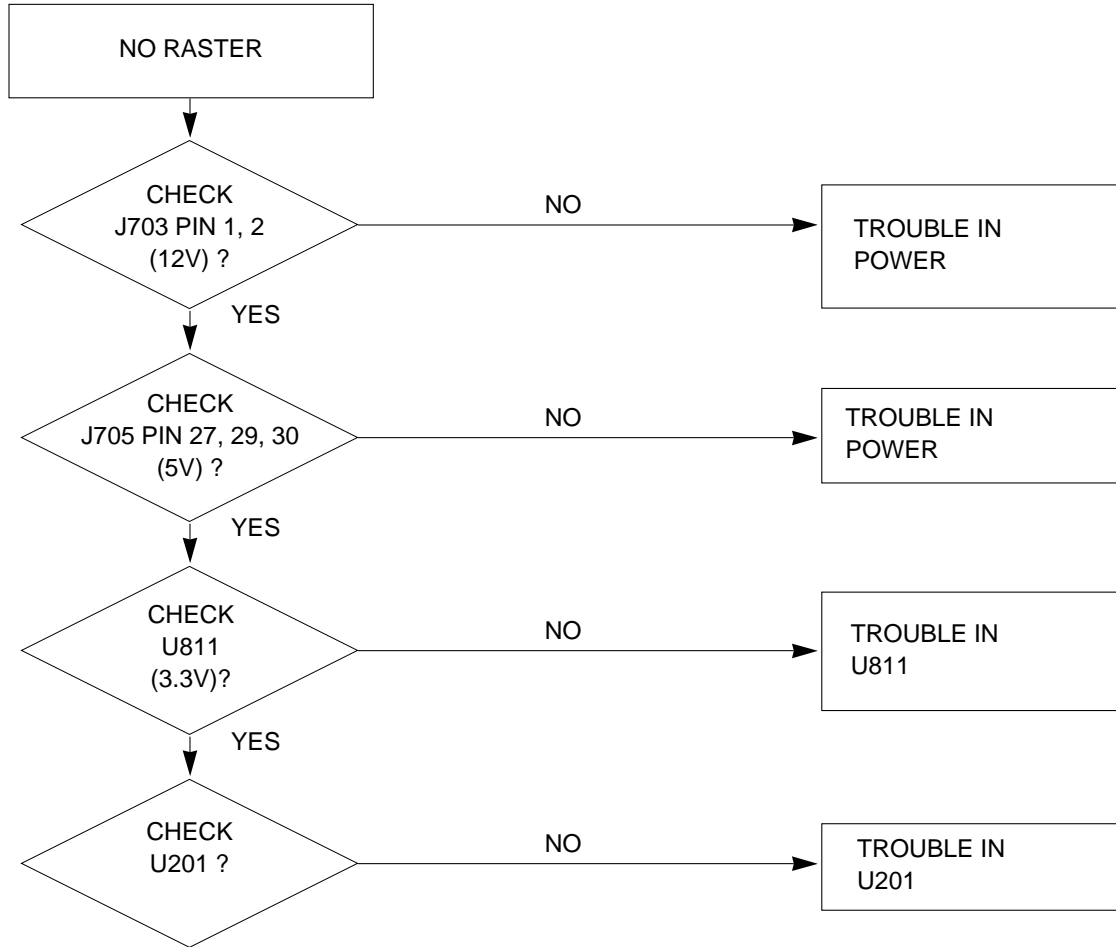 NO RASTER
CHECK
J703 PIN 1, 2
(12V) ?
NO
TROUBLE IN
POWER
YES
CHECK
J705 PIN 27, 29, 30
(5V) ?
NO
TROUBLE IN
POWER
YES
CHECK
U811
(3.3V)?
NO
TROUBLE IN
U811
YES
CHECK
U201 ?
NO
TROUBLE IN
U201